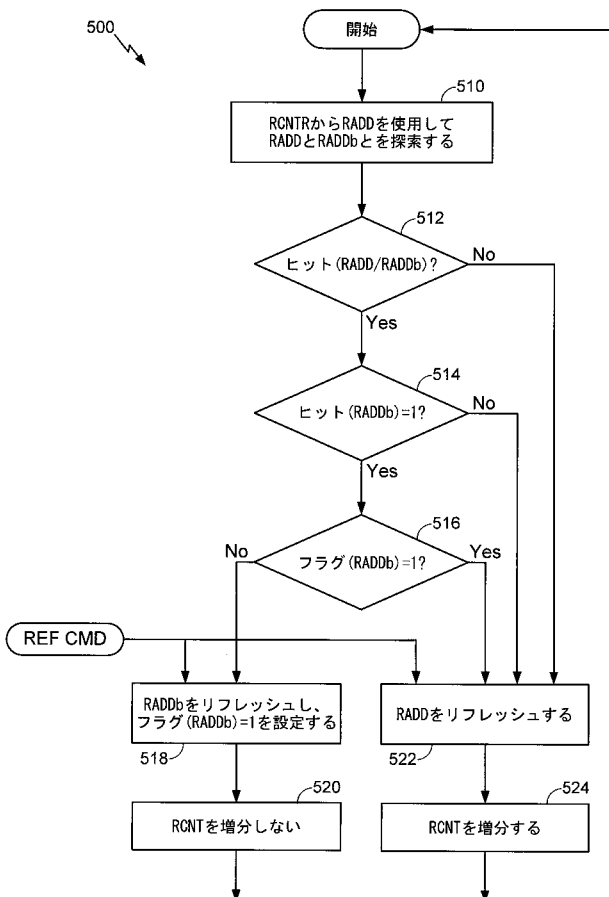 500
開始
510
RCNTRからRADDを使用して
RADDとRADDbとを探索する
512
ヒット(RADD/RADDb)?
No
Yes
514
ヒット(RADDb)=1?
No
Yes
516
フラグ(RADDb)=1?
No
Yes
REF CMD
RADDbをリフレッシュし、
フラグ(RADDb)=1を設定する
518
RADDをリフレッシュする
522
520
RCNTを増分しない
524
RCNTを増分する